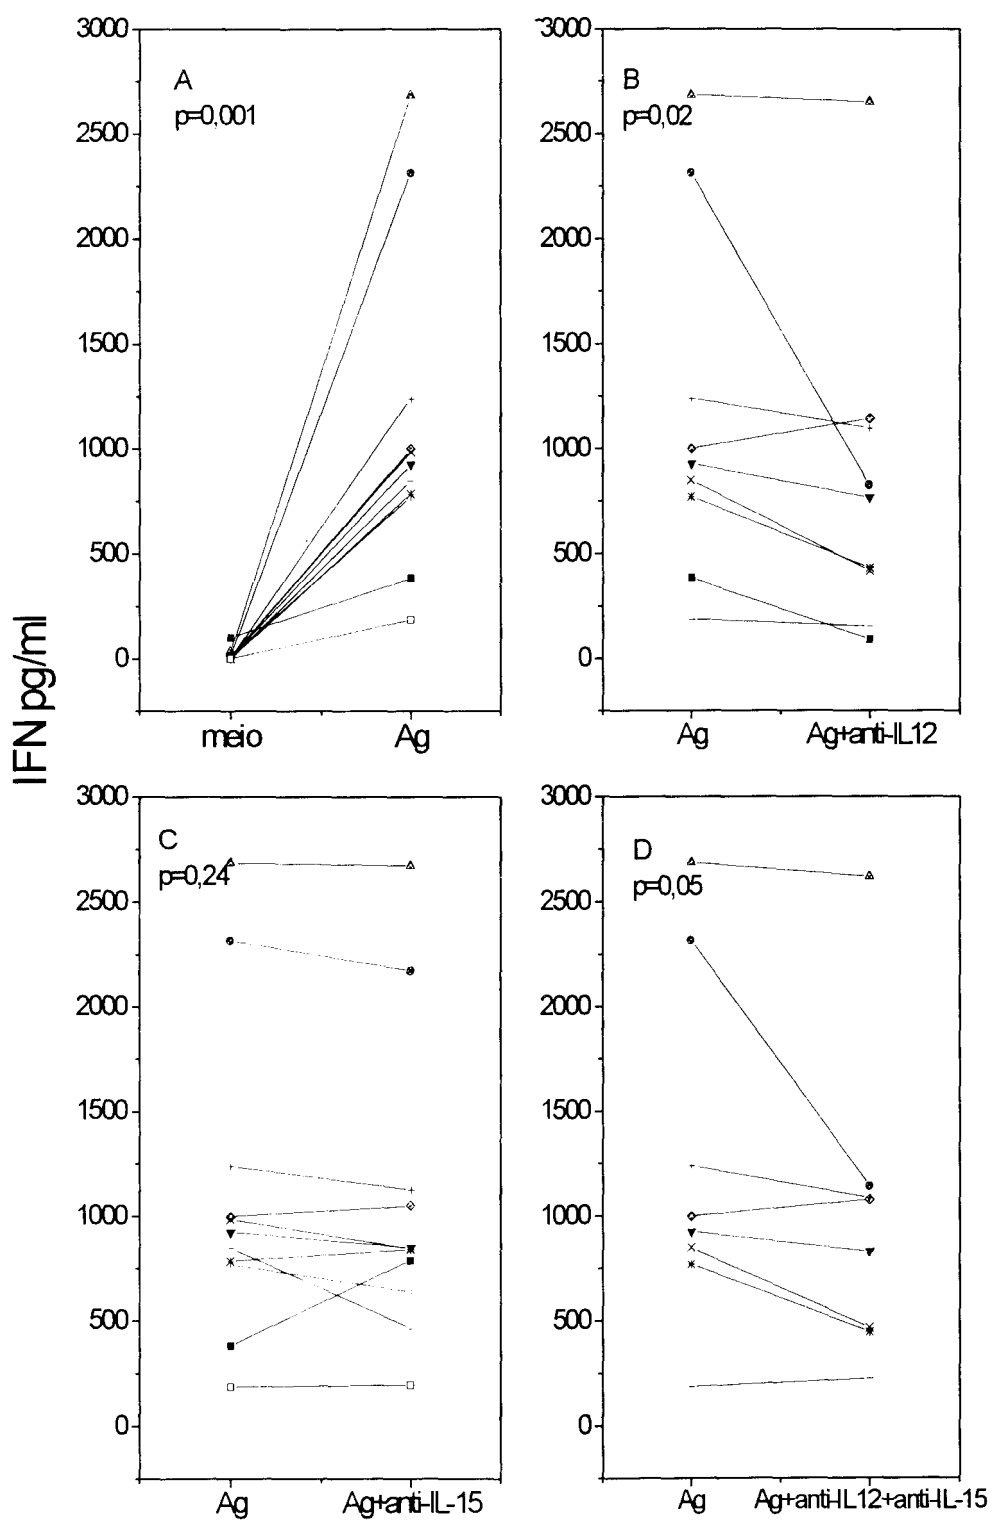 IFN pg/ml
3000
2500
2000
1500
1000
500
0
A
p=0,001
meio Ag
3000
2500
2000
1500
1000
500
0
B
p=0,02
Ag Ag+anti-IL12
3000
2500
2000
1500
1000
500
0
C
p=0,24
Ag Ag+anti-IL-15
3000
2500
2000
1500
1000
500
0
D
p=0,05
Ag Ag+anti-IL12+anti-IL-15